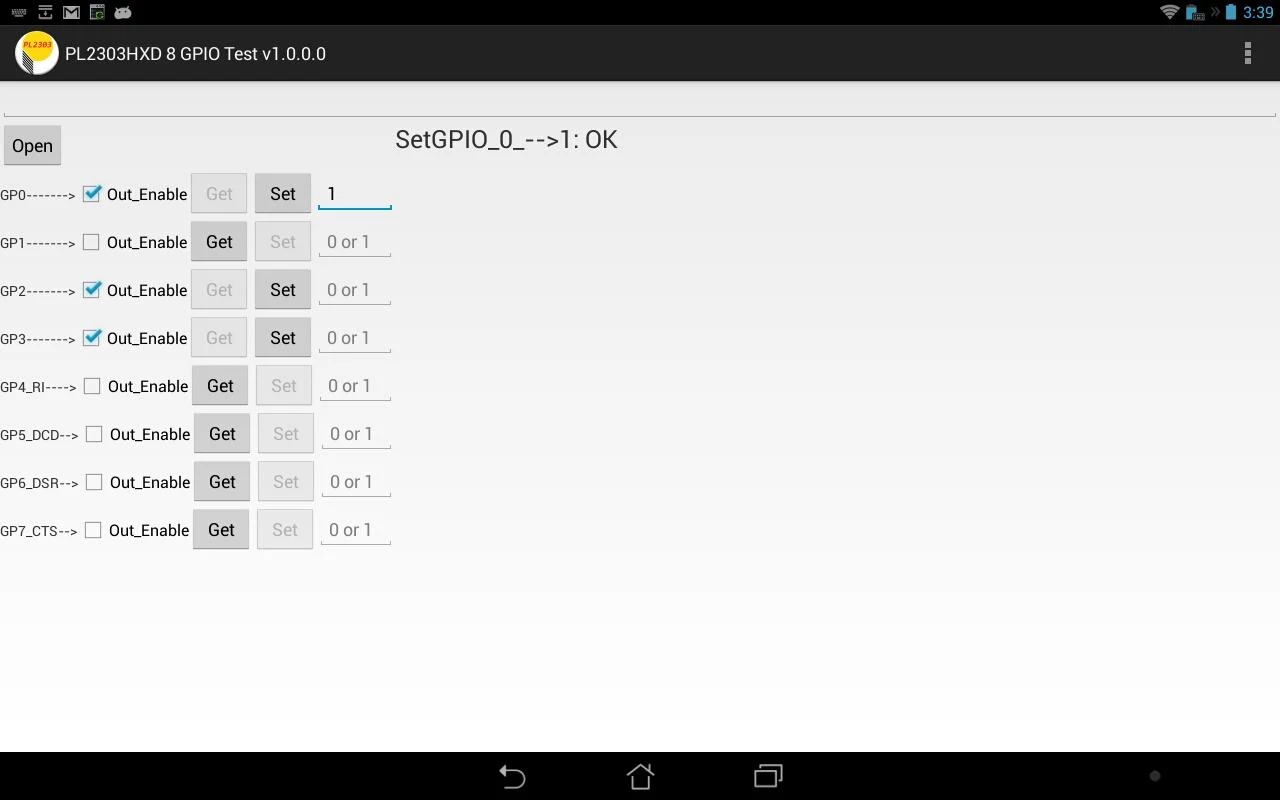 3:39
PL2303
PL2303HXD 8 GPIO Test v1.0.0.0
Open
SetGPIO_0_-->1: OK
GP0-------> Out_Enable Get Set 1
GP1-------> Out_Enable Get Set 0 or 1
GP2-------> Out_Enable Get Set 0 or 1
GP3-------> Out_Enable Get Set 0 or 1
GP4_RI----> Out_Enable Get Set 0 or 1
GP5_DCD--> Out_Enable Get Set 0 or 1
GP6_DSR--> Out_Enable Get Set 0 or 1
GP7_CTS--> Out_Enable Get Set 0 or 1